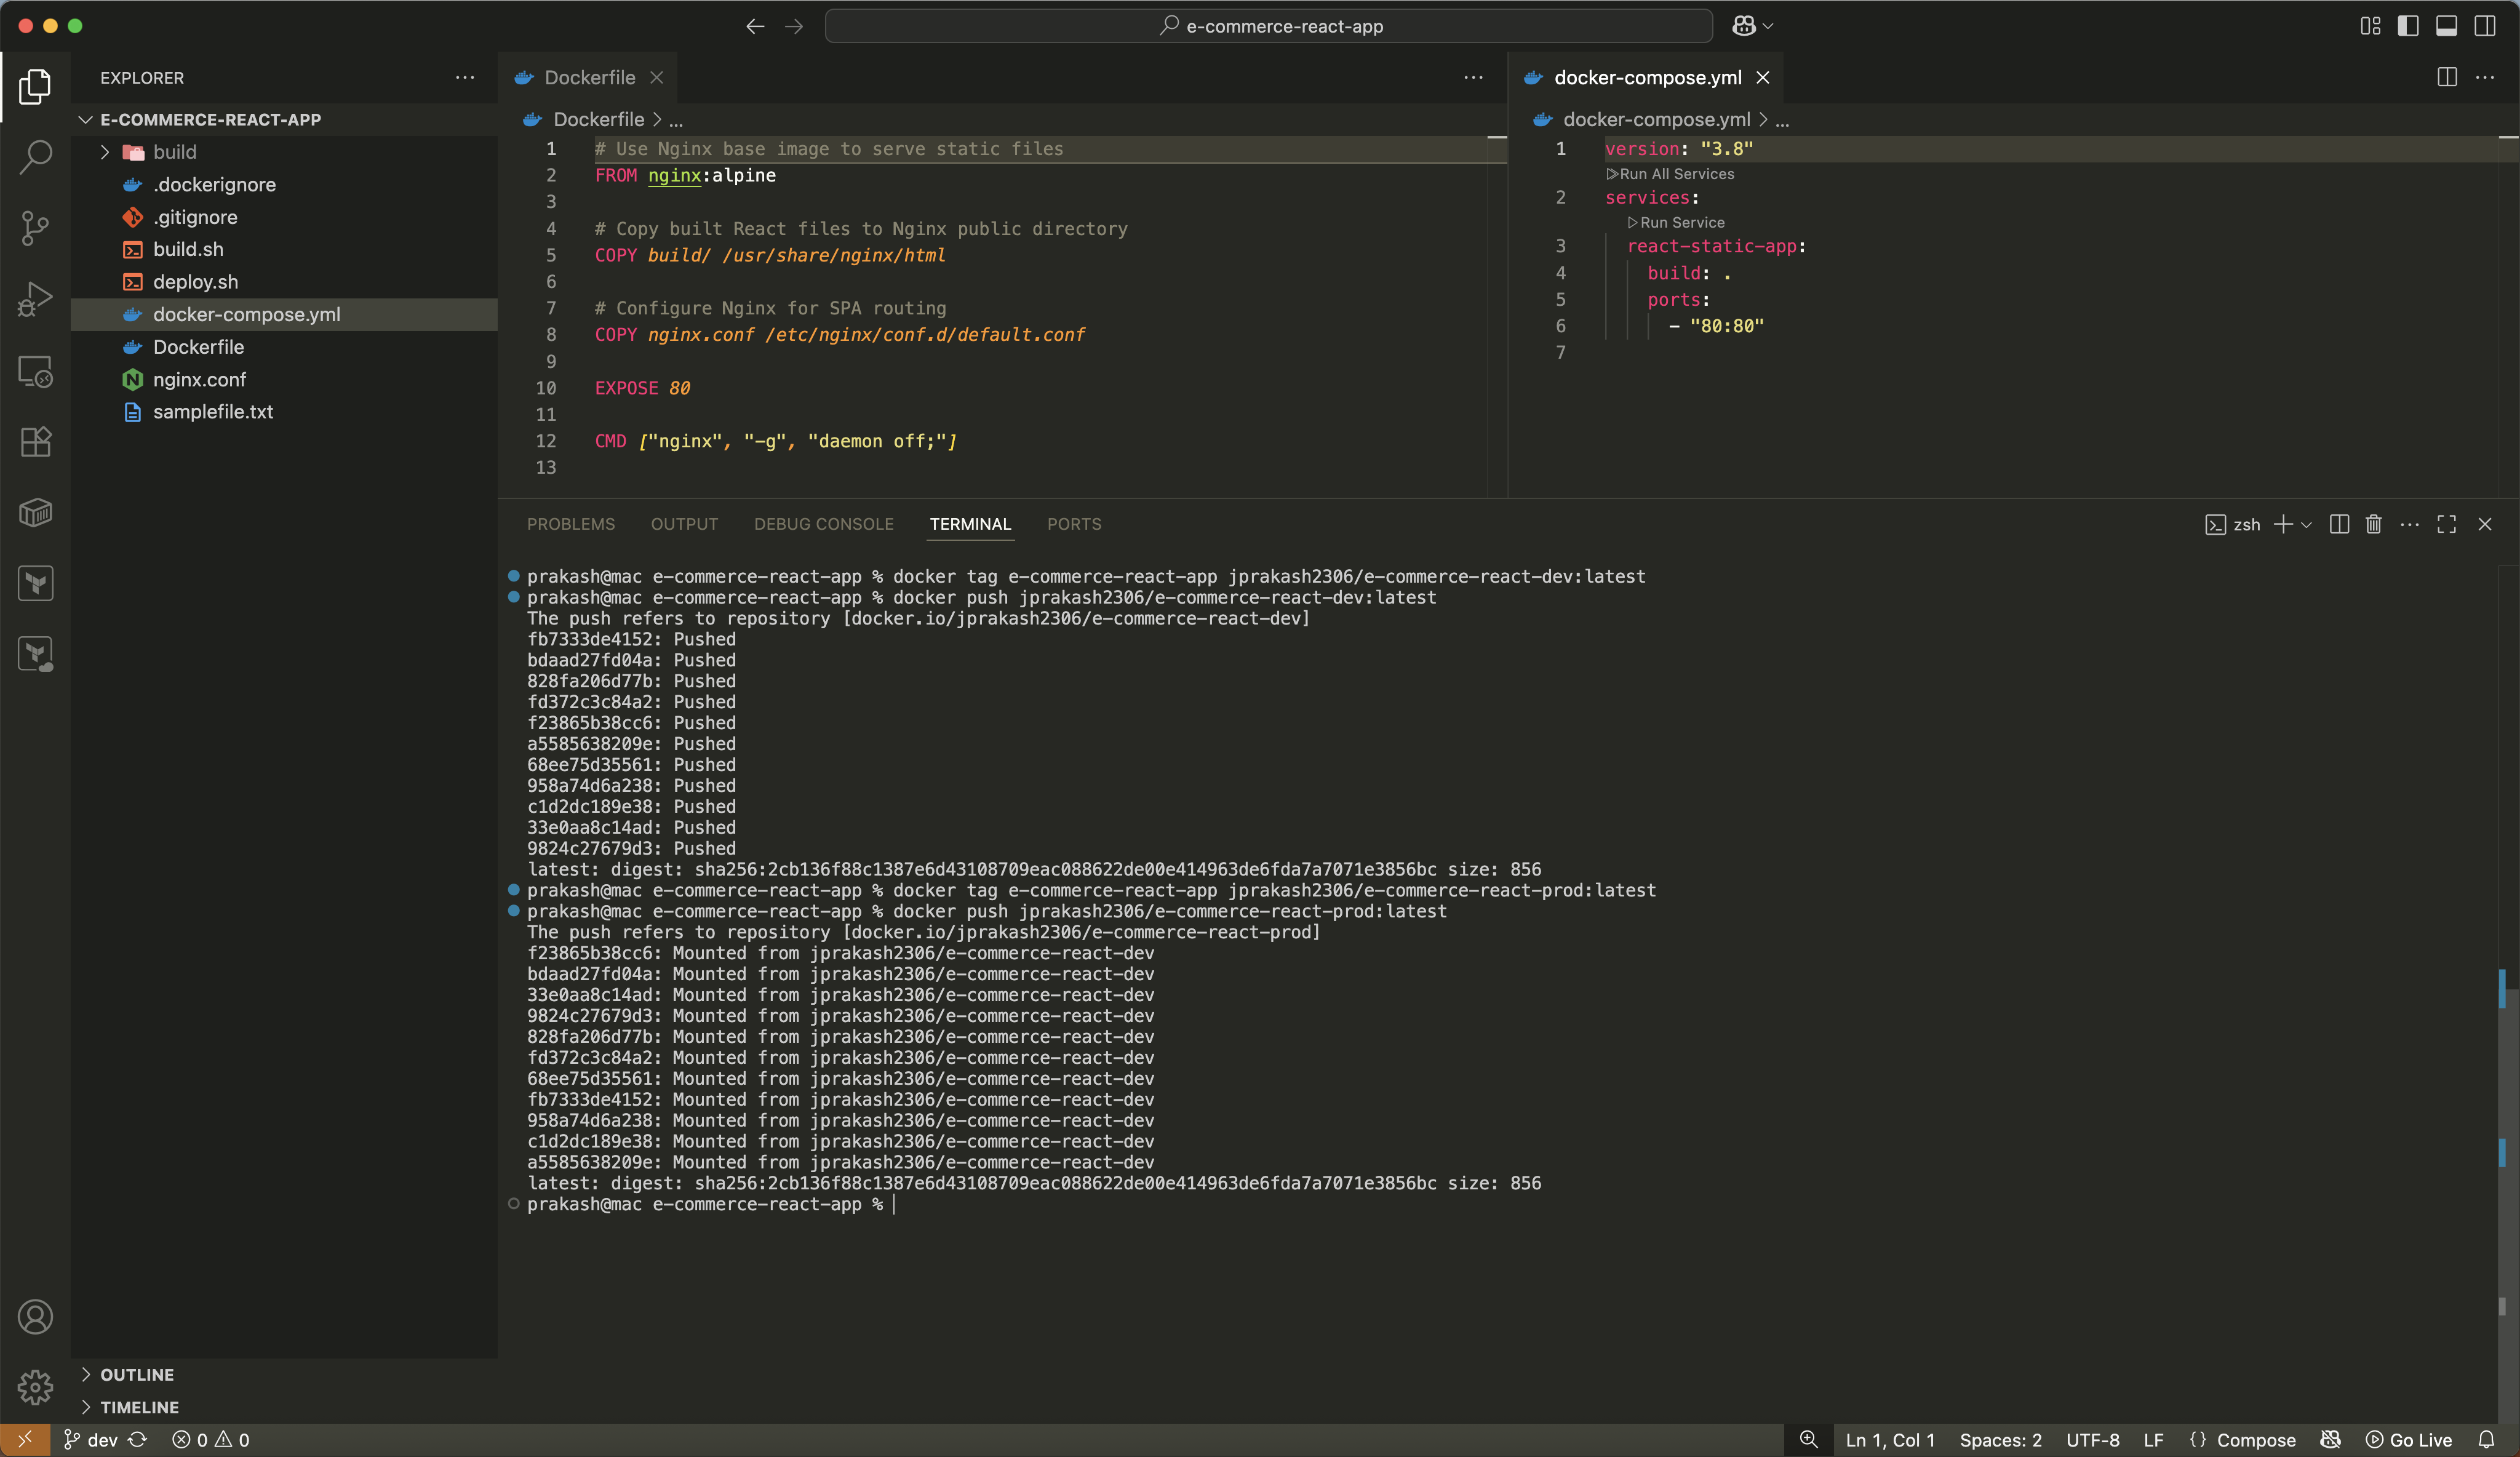 e-commerce-react-app
EXPLORER
E-COMMERCE-REACT-APP
build
.dockerignore
.gitignore
build.sh
deploy.sh
docker-compose.yml
Dockerfile
nginx.conf
samplefile.txt
OUTLINE
TIMELINE
Dockerfile
Dockerfile > ...
1 # Use Nginx base image to serve static files
2 FROM nginx:alpine
3
4 # Copy built React files to Nginx public directory
5 COPY build/ /usr/share/nginx/html
6
7 # Configure Nginx for SPA routing
8 COPY nginx.conf /etc/nginx/conf.d/default.conf
9
10 EXPOSE 80
11
12 CMD ["nginx", "-g", "daemon off;"]
13
docker-compose.yml
docker-compose.yml > ...
1 version: "3.8"
Run All Services
2 services:
Run Service
3 react-static-app:
4 build: .
5 ports:
6 - "80:80"
7
PROBLEMS OUTPUT DEBUG CONSOLE TERMINAL PORTS
zsh
prakash@mac e-commerce-react-app % docker tag e-commerce-react-app jprakash2306/e-commerce-react-dev:latest
prakash@mac e-commerce-react-app % docker push jprakash2306/e-commerce-react-dev:latest
The push refers to repository [docker.io/jprakash2306/e-commerce-react-dev]
fb7333de4152: Pushed
bdaad27fd04a: Pushed
828fa206d77b: Pushed
fd372c3c84a2: Pushed
f23865b38cc6: Pushed
a5585638209e: Pushed
68ee75d35561: Pushed
958a74d6a238: Pushed
c1d2dc189e38: Pushed
33e0aa8c14ad: Pushed
9824c27679d3: Pushed
latest: digest: sha256:2cb136f88c1387e6d43108709eac088622de00e414963de6fda7a7071e3856bc size: 856
prakash@mac e-commerce-react-app % docker tag e-commerce-react-app jprakash2306/e-commerce-react-prod:latest
prakash@mac e-commerce-react-app % docker push jprakash2306/e-commerce-react-prod:latest
The push refers to repository [docker.io/jprakash2306/e-commerce-react-prod]
f23865b38cc6: Mounted from jprakash2306/e-commerce-react-dev
bdaad27fd04a: Mounted from jprakash2306/e-commerce-react-dev
33e0aa8c14ad: Mounted from jprakash2306/e-commerce-react-dev
9824c27679d3: Mounted from jprakash2306/e-commerce-react-dev
828fa206d77b: Mounted from jprakash2306/e-commerce-react-dev
fd372c3c84a2: Mounted from jprakash2306/e-commerce-react-dev
68ee75d35561: Mounted from jprakash2306/e-commerce-react-dev
fb7333de4152: Mounted from jprakash2306/e-commerce-react-dev
958a74d6a238: Mounted from jprakash2306/e-commerce-react-dev
c1d2dc189e38: Mounted from jprakash2306/e-commerce-react-dev
a5585638209e: Mounted from jprakash2306/e-commerce-react-dev
latest: digest: sha256:2cb136f88c1387e6d43108709eac088622de00e414963de6fda7a7071e3856bc size: 856
prakash@mac e-commerce-react-app %
dev 0 0
Ln 1, Col 1 Spaces: 2 UTF-8 LF {} Compose Go Live